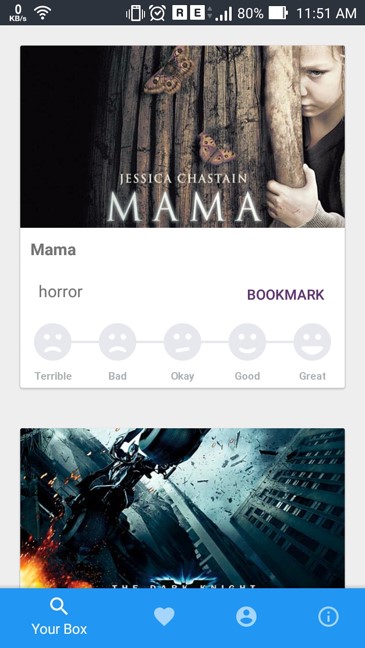 0
KB/s
R E
80%
11:51 AM
JESSICA CHASTAIN
MAMA
Mama
horror
BOOKMARK
Terrible Bad Okay Good Great
THE DARK KNIGHT
Your Box